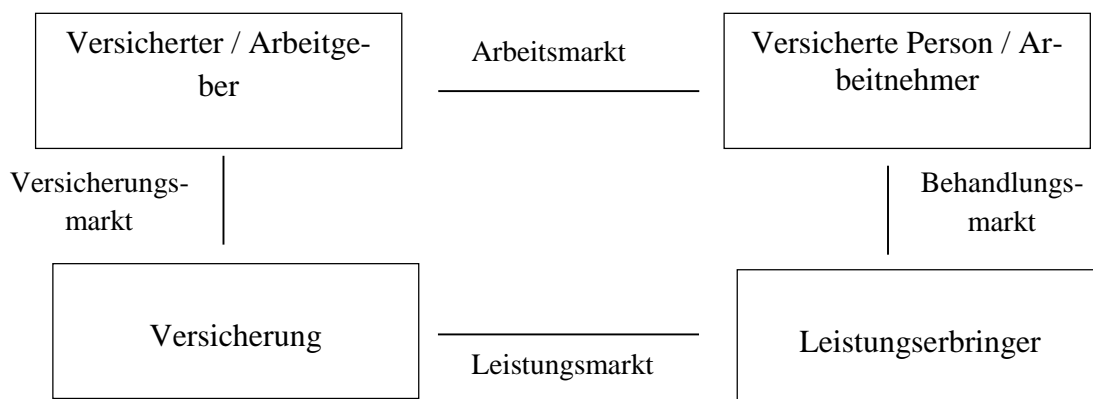 Versicherter / Arbeitge-
ber
Arbeitsmarkt
Versicherte Person / Ar-
beitnehmer
Versicherungs-
markt
Behandlungs-
markt
Versicherung
Leistungsmarkt
Leistungserbringer